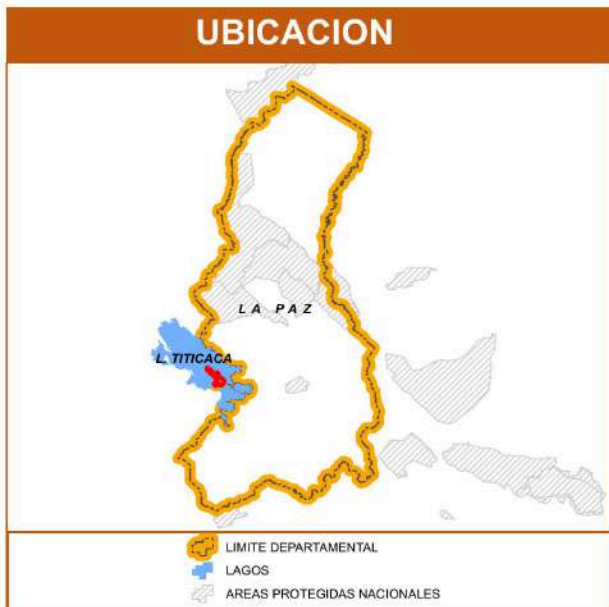 UBICACION
LA PAZ
L. TITICACA
LIMITE DEPARTAMENTAL
LAGOS
AREAS PROTEGIDAS NACIONALES